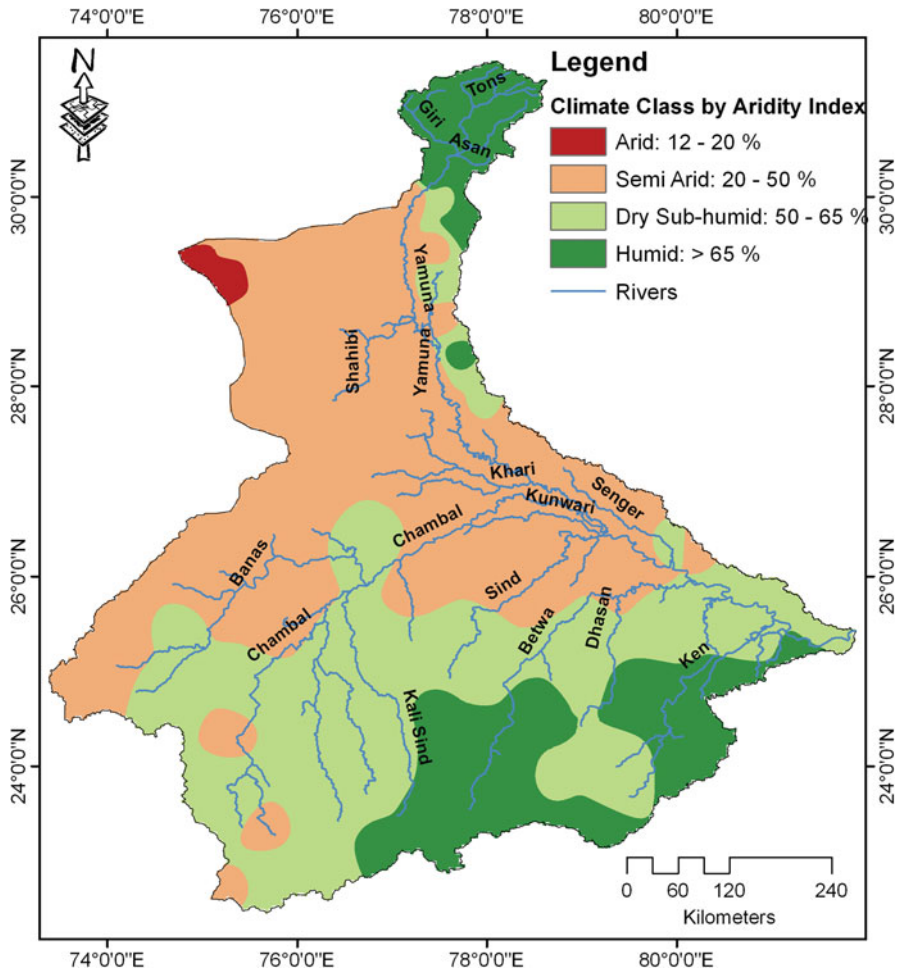 74°0'0"E 76°0'0"E 78°0'0"E 80°0'0"E
N
Legend
Climate Class by Aridity Index
Arid: 12 - 20 %
Semi Arid: 20 - 50 %
Dry Sub-humid: 50 - 65 %
Humid: > 65 %
Rivers
Tons
Giri
Asan
30°0'0"N 30°0'0"N
Yamuna
Yamuna
Shahibi
28°0'0"N 28°0'0"N
Khari
Kunwari
Senger
Chambal
Banas
26°0'0"N 26°0'0"N
Sind
Chambal
Betwa
Dhasan
Ken
Kali Sind
24°0'0"N 24°0'0"N
0 60 120 240
Kilometers
74°0'0"E 76°0'0"E 78°0'0"E 80°0'0"E